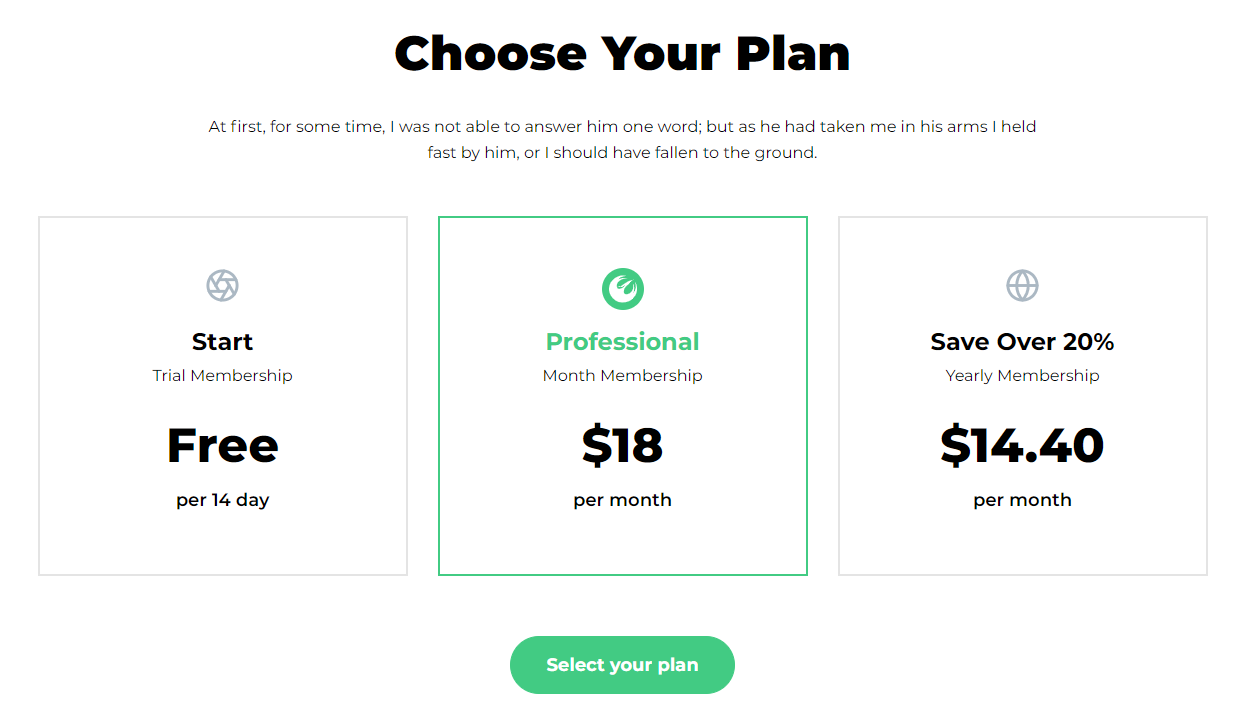 Choose Your Plan
At first, for some time, I was not able to answer him one word; but as he had taken me in his arms I held
fast by him, or I should have fallen to the ground.
Start
Trial Membership
Free
per 14 day
Professional
Month Membership
$18
per month
Save Over 20%
Yearly Membership
$14.40
per month
Select your plan